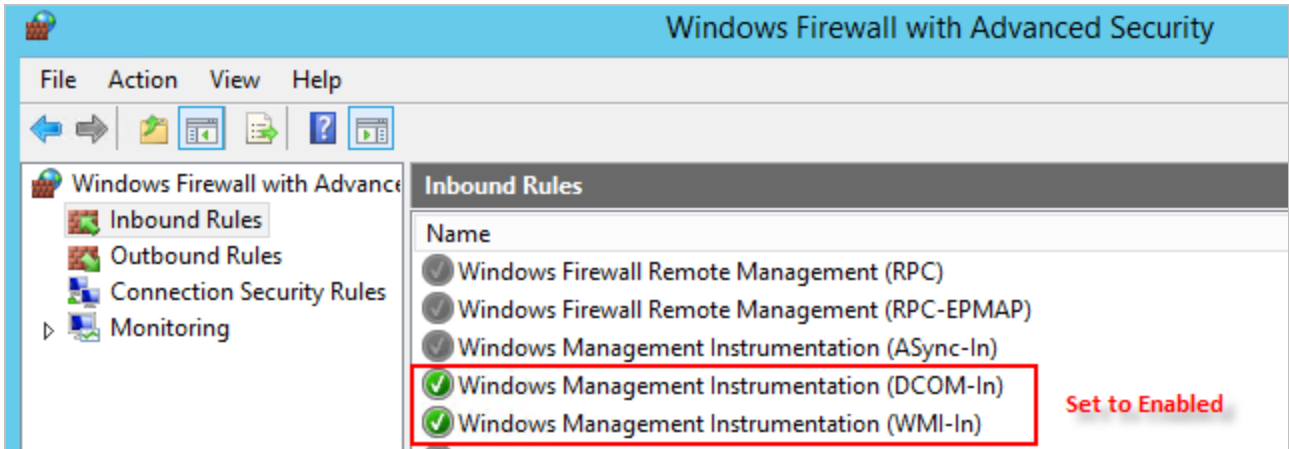 Windows Firewall with Advanced Security
File Action View Help
Windows Firewall with Advance
Inbound Rules
Outbound Rules
Connection Security Rules
Monitoring
Inbound Rules
Name
Windows Firewall Remote Management (RPC)
Windows Firewall Remote Management (RPC-EPMAP)
Windows Management Instrumentation (ASync-In)
Windows Management Instrumentation (DCOM-In)
Windows Management Instrumentation (WMI-In)
Set to Enabled